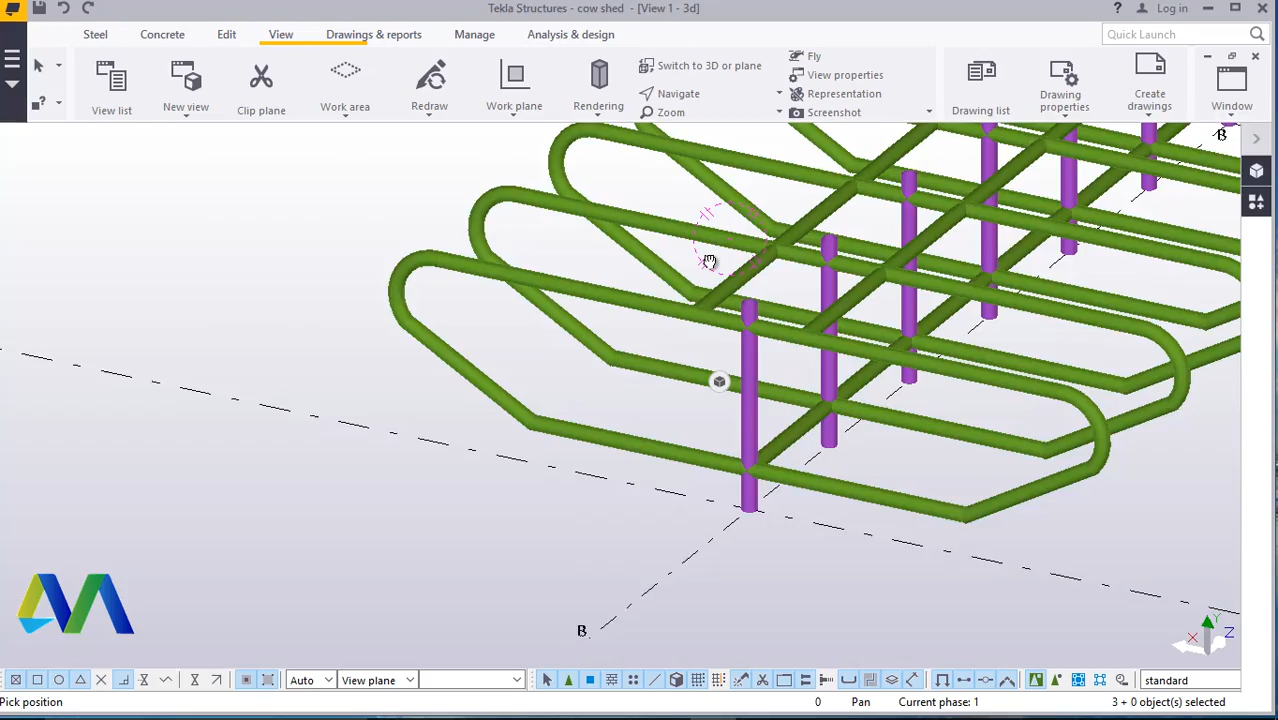 Tekla Structures - cow shed - [View 1 - 3d]
? Log in
Steel Concrete Edit View Drawings & reports Manage Analysis & design Quick Launch
View list
New view
Clip plane
Work area
Redraw
Work plane
Rendering
Switch to 3D or plane
Navigate
Zoom
Fly
View properties
Representation
Screenshot
Drawing list
Drawing properties
Create drawings
Window
B
B
Y
X
Z
Auto View plane standard
Pick position 0 Pan Current phase: 1 3 + 0 object(s) selected